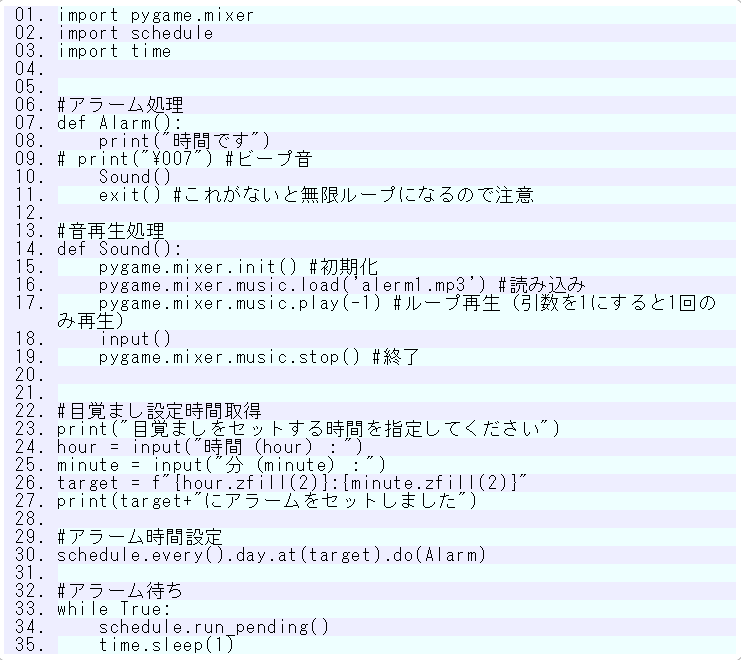 01. import pygame.mixer
02. import schedule
03. import time
04.
05.
06. #アラーム処理
07. def Alarm():
08.     print("時間です")
09. # print("¥007") #ビープ音
10.     Sound()
11.     exit() #これがないと無限ループになるので注意
12.
13. #音再生処理
14. def Sound():
15.     pygame.mixer.init() #初期化
16.     pygame.mixer.music.load('alerm1.mp3') #読み込み
17.     pygame.mixer.music.play(-1) #ループ再生（引数を1にすると1回の
み再生）
18.     input()
19.     pygame.mixer.music.stop() #終了
20.
21.
22. #目覚まし設定時間取得
23. print("目覚ましをセットする時間を指定してください")
24. hour = input("時間（hour）:")
25. minute = input("分（minute）:")
26. target = f"{hour.zfill(2)}:{minute.zfill(2)}"
27. print(target+"にアラームをセットしました")
28.
29. #アラーム時間設定
30. schedule.every().day.at(target).do(Alarm)
31.
32. #アラーム待ち
33. while True:
34.     schedule.run_pending()
35.     time.sleep(1)